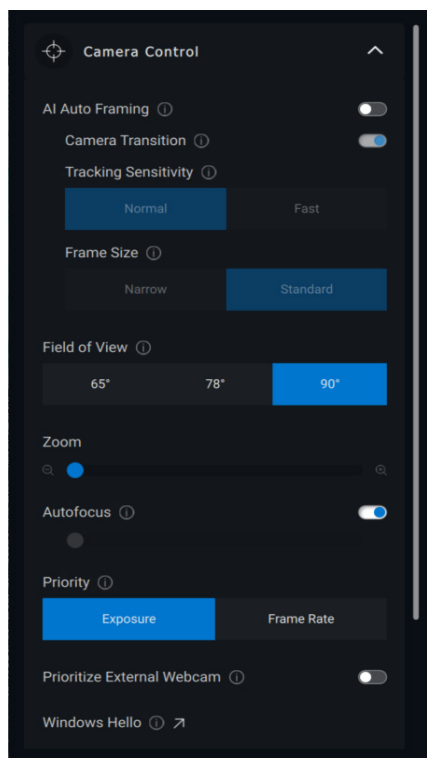 Camera Control
AI Auto Framing
Camera Transition
Tracking Sensitivity
Normal Fast
Frame Size
Narrow Standard
Field of View
65° 78° 90°
Zoom
Autofocus
Priority
Exposure Frame Rate
Prioritize External Webcam
Windows Hello